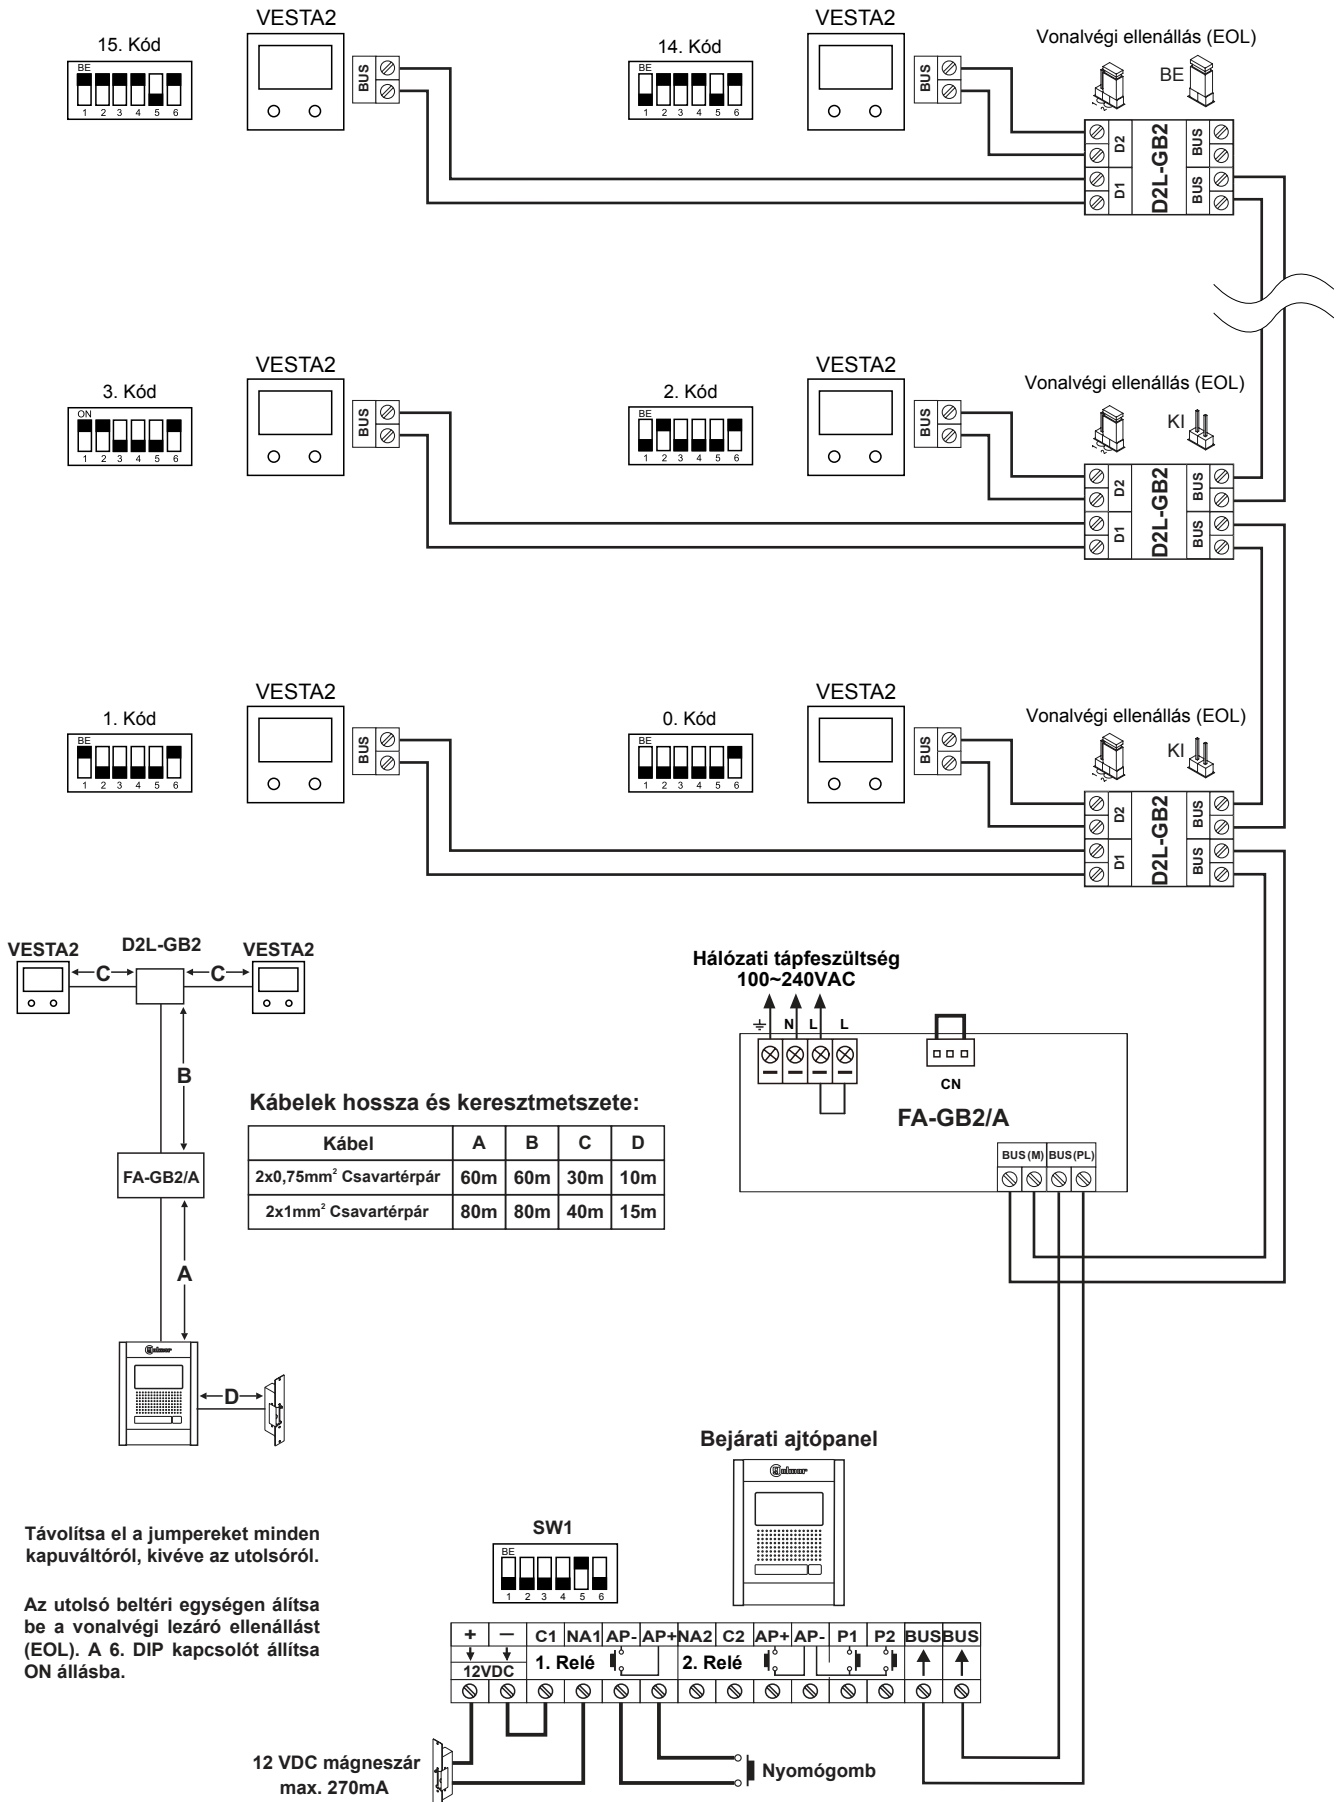 VESTA2
VESTA2
15. Kód
14. Kód
Vonalvégi ellenállás (EOL)
BE
1 2 3 4 5 6
BUS
BE
1 2 3 4 5 6
BUS
BE
D2
D1
D2L-GB2
BUS
BUS
VESTA2
VESTA2
3. Kód
2. Kód
Vonalvégi ellenállás (EOL)
ON
1 2 3 4 5 6
BUS
BE
1 2 3 4 5 6
BUS
KI
D2
D1
D2L-GB2
BUS
BUS
VESTA2
VESTA2
1. Kód
0. Kód
Vonalvégi ellenállás (EOL)
BE
1 2 3 4 5 6
BUS
BE
1 2 3 4 5 6
BUS
KI
D2
D1
D2L-GB2
BUS
BUS
VESTA2 D2L-GB2 VESTA2
C C
B
FA-GB2/A
A
Golmar
D
Kábelek hossza és keresztmetszete:
Kábel A B C D
2x0,75mm² Csavartérpár 60m 60m 30m 10m
2x1mm² Csavartérpár 80m 80m 40m 15m
Hálózati tápfeszültség
100~240VAC
N L L
CN
FA-GB2/A
BUS (M) BUS (PL)
Bejárati ajtópanel
Golmar
Távolítsa el a jumpereket minden
kapuváltóról, kivéve az utolsóról.
Az utolsó beltéri egységen álítsa
be a vonalvégi lezáró ellenállást
(EOL). A 6. DIP kapcsolót állítsa
ON állásba.
SW1
BE
1 2 3 4 5 6
+ – C1 NA1 AP- AP+ NA2 C2 AP+ AP- P1 P2 BUS BUS
12VDC 1. Relé 2. Relé
12 VDC mágneszár
max. 270mA
Nyomógomb